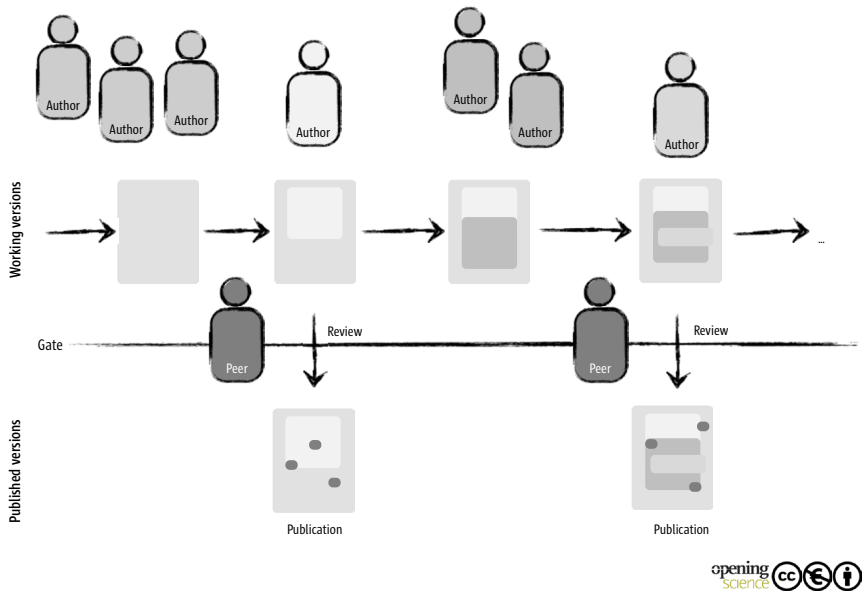 Author
Author
Author
Author
Author
Author
Author
Working versions
...
Gate
Peer
Review
Peer
Review
Published versions
Publication
Publication
opening
science
cc